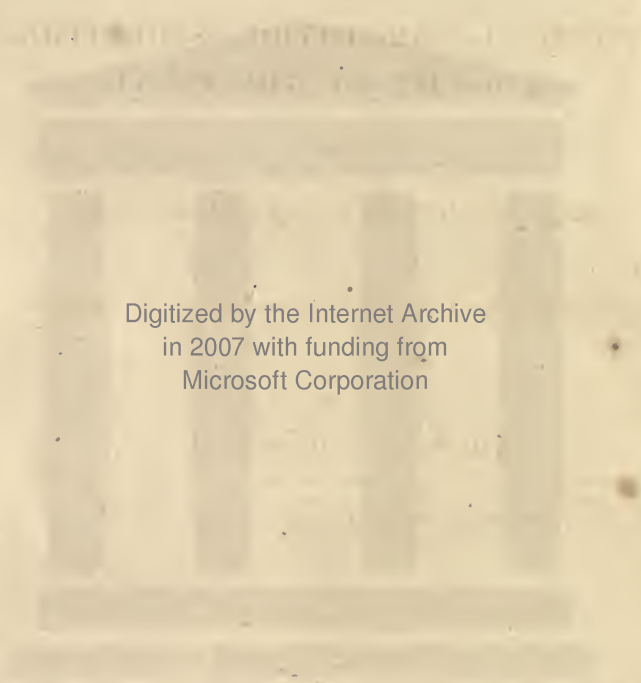 Digitized by the Internet Archive
in 2007 with funding from
Microsoft Corporation